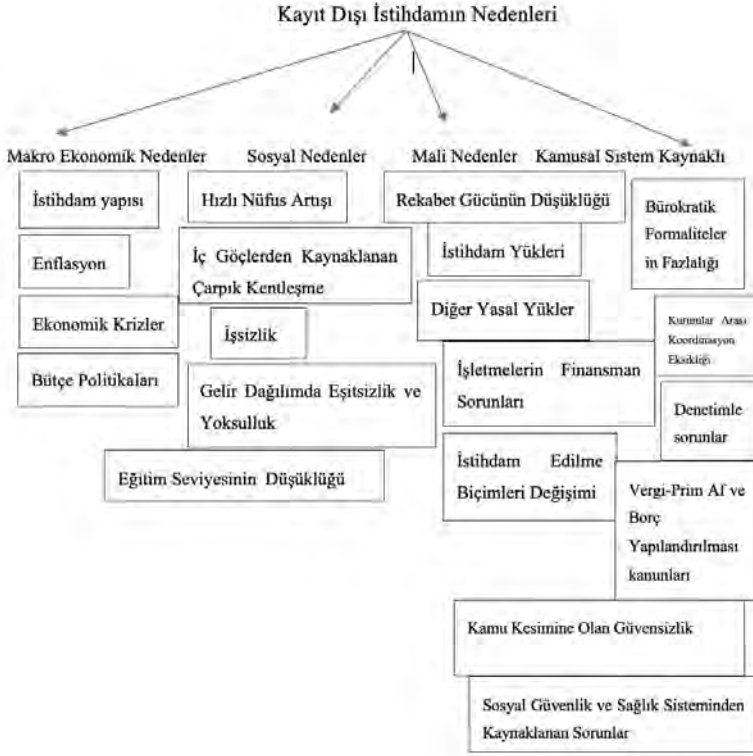 Kayıt Dışı İstihdamın Nedenleri
Makro Ekonomik Nedenler
İstihdam yapısı
Enflasyon
Ekonomik Krizler
Bütçe Politikaları
Sosyal Nedenler
Hızlı Nüfus Artışı
İç Göçlerden Kaynaklanan
Çarpık Kentleşme
İşsizlik
Gelir Dağılımda Eşitsizlik ve
Yoksulluk
Eğitim Seviyesinin Düşüklüğü
Mali Nedenler
Rekabet Gücünün Düşüklüğü
İstihdam Yükleri
Diğer Yasal Yükler
İşletmelerin Finansman
Sorunları
İstihdam Edilme
Biçimleri Değişimi
Kamusal Sistem Kaynaklı
Bürokratik
Formaliteler
in Fazlalığı
Kurumlar Arası
Koordinasyon
Eksikliği
Denetimle
sorunlar
Vergi-Prim Af ve
Borç
Yapılandırılması
kanunları
Kamu Kesimine Olan Güvensizlik
Sosyal Güvenlik ve Sağlık Sisteminden
Kaynaklanan Sorunlar